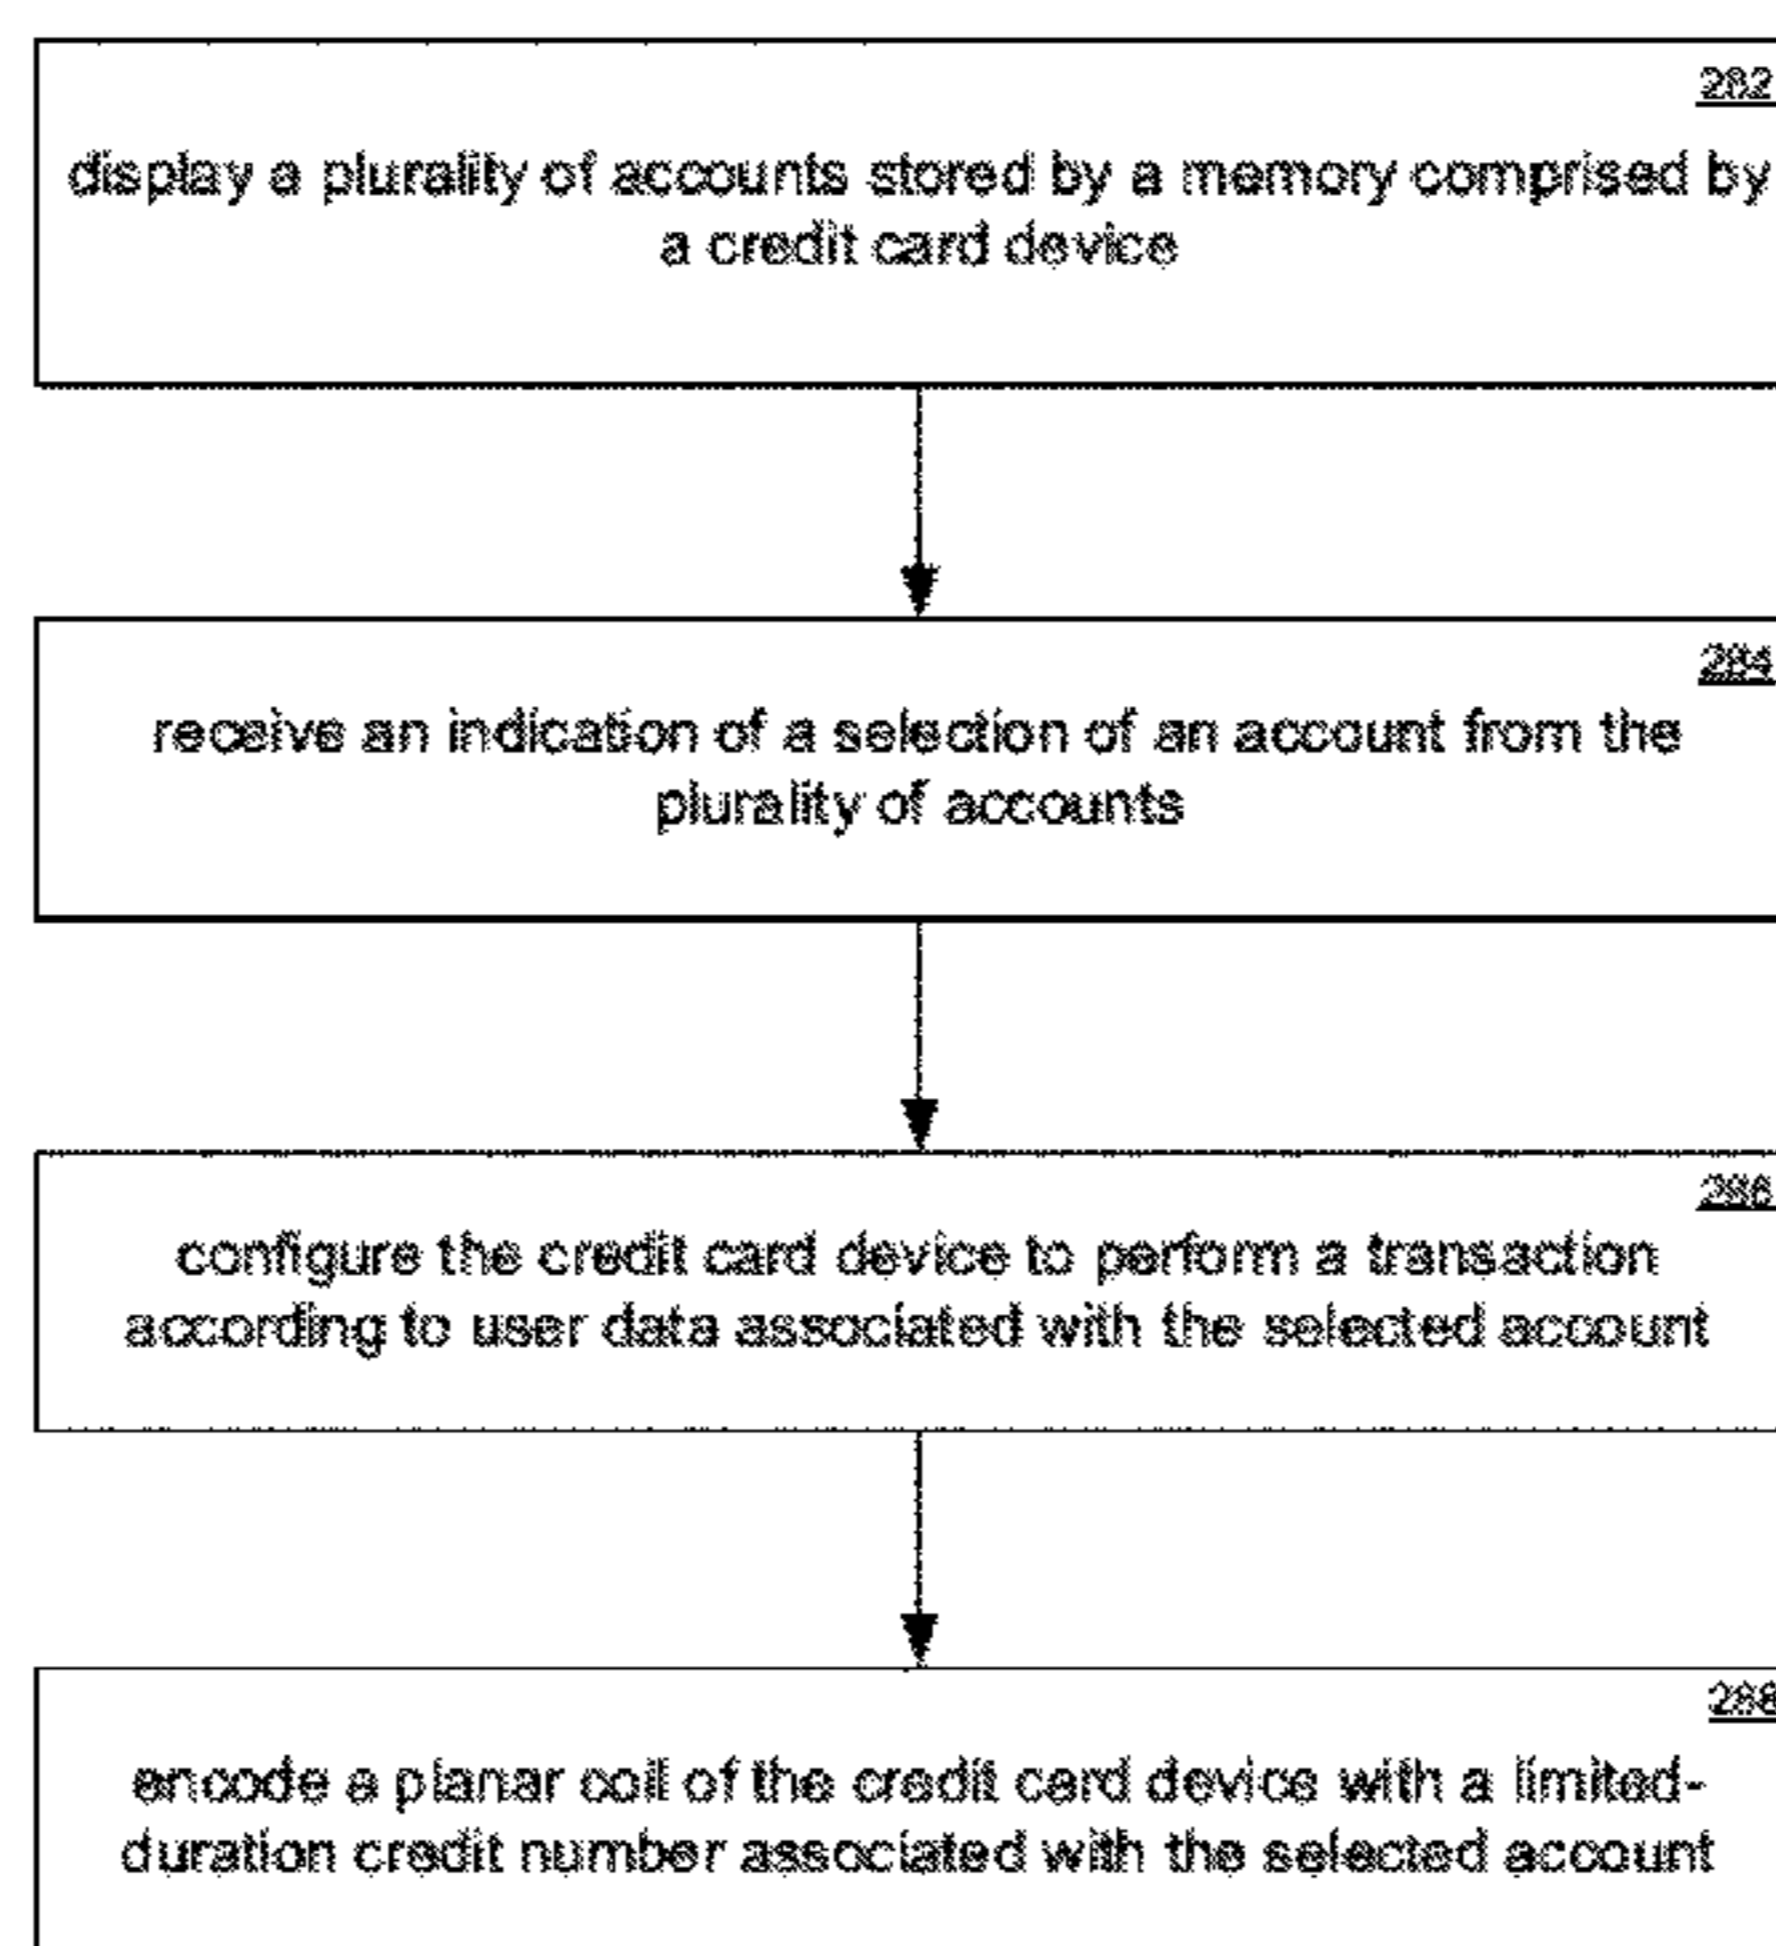 282
display a plurality of accounts stored by a memory comprised by
a credit card device
284
receive an indication of a selection of an account from the
plurality of accounts
286
configure the credit card device to perform a transaction
according to user data associated with the selected account
288
encode a planar coil of the credit card device with a limited-
duration credit number associated with the selected account